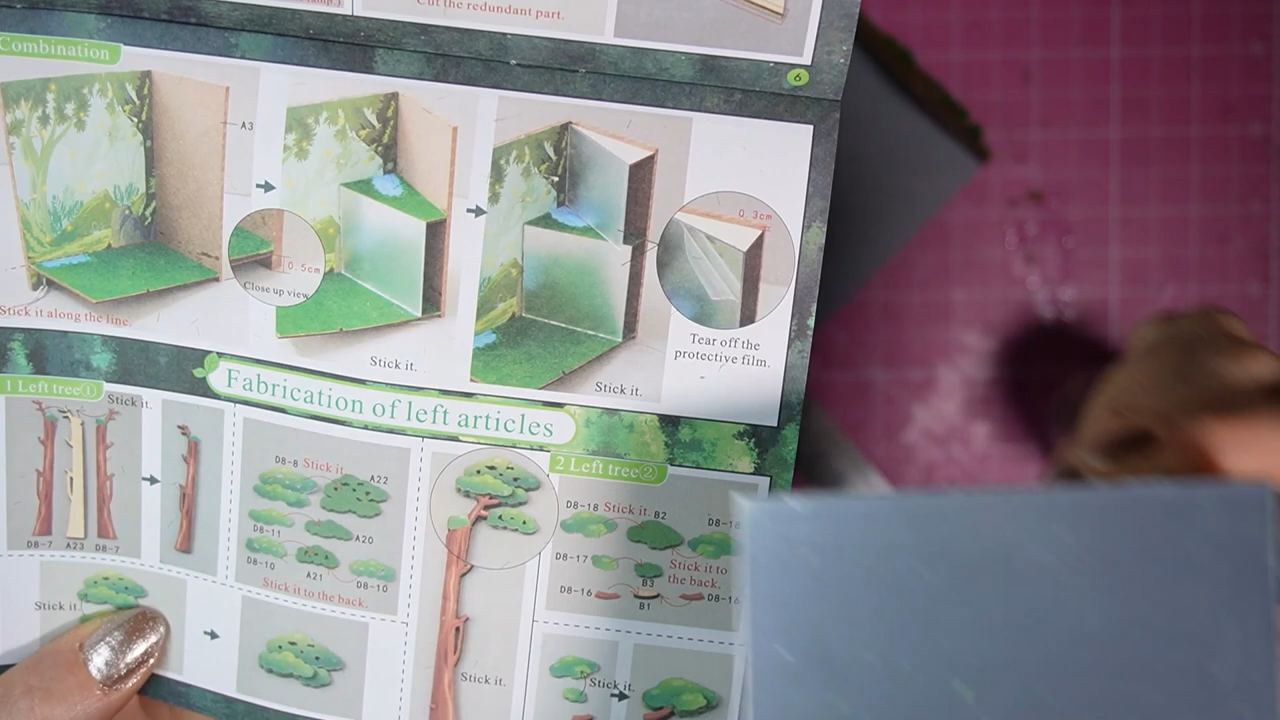 Cut the redundant part.
6
Combination
A3
0.3cm
0.5cm
Close up view
Stick it along the line.
Stick it.
Stick it.
Tear off the
protective film.
Fabrication of left articles
1 Left tree①
Stick it.
D8-7 A23 D8-7
D8-8 Stick it. A22
D8-11
A20
D8-10
A21 D8-10
Stick it to the back.
Stick it.
Stick it.
2 Left tree②
D8-18 Stick it. B2 D8-18
D8-17
Stick it to
the back.
B3
D8-16
B1
D8-16
Stick it.